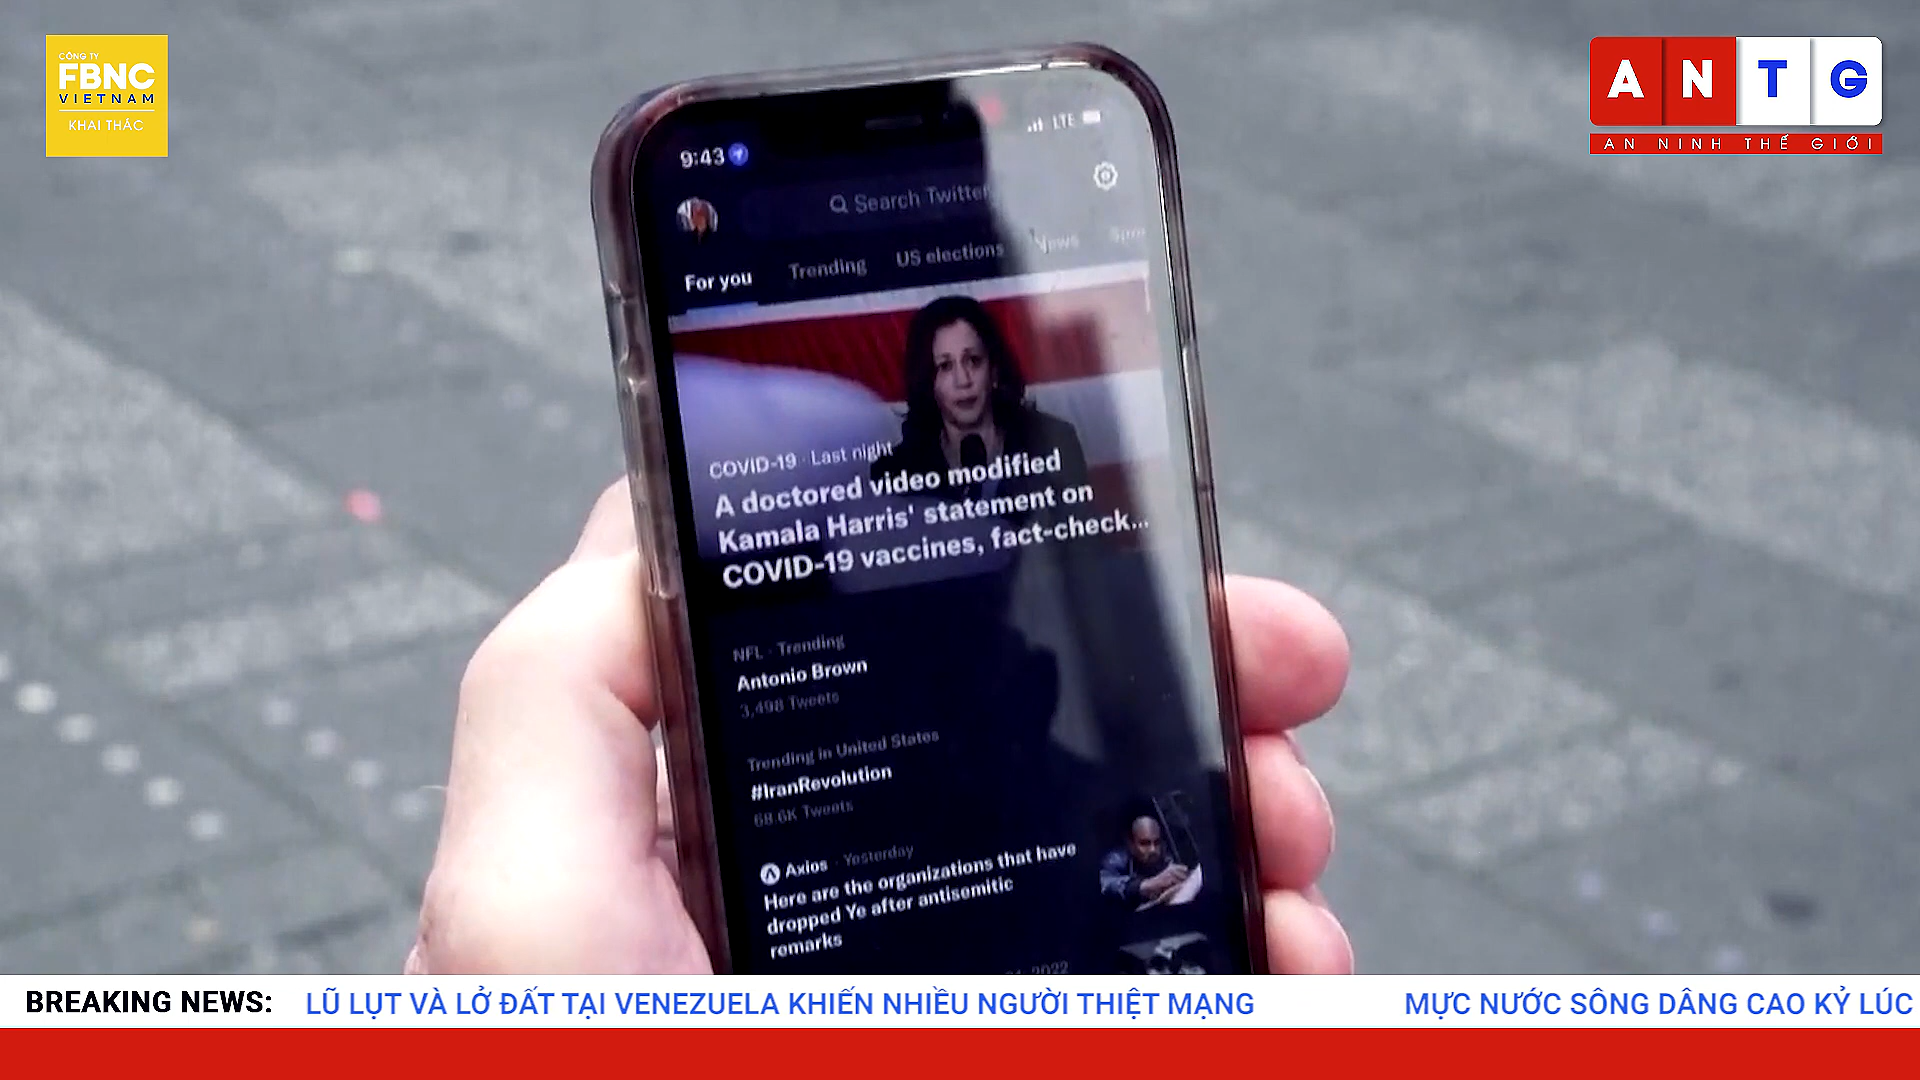 CÔNG TY
FBNC
VIETNAM
KHAI THÁC
A N T G
AN NINH THẾ GIỚI
9:43
LTE
Search Twitter
For you
Trending
US elections
News
COVID-19 · Last night
A doctored video modified
Kamala Harris' statement on
COVID-19 vaccines, fact-check...
NFL · Trending
Antonio Brown
3,498 Tweets
Trending in United States
#IranRevolution
68.6K Tweets
Axios · Yesterday
Here are the organizations that have
dropped Ye after antisemitic
remarks
2022
BREAKING NEWS: LŨ LỤT VÀ LỞ ĐẤT TẠI VENEZUELA KHIẾN NHIỀU NGƯỜI THIỆT MẠNG MỰC NƯỚC SÔNG DÂNG CAO KỶ LÚC